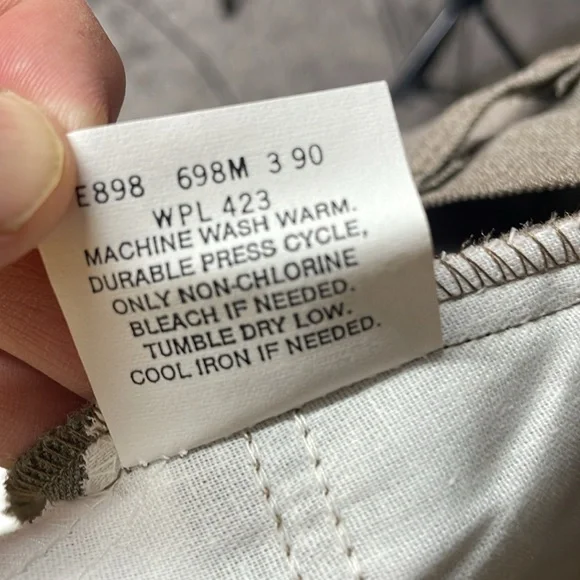 E898 698M 3 90
WPL 423
MACHINE WASH WARM.
DURABLE PRESS CYCLE,
ONLY NON-CHLORINE
BLEACH IF NEEDED.
TUMBLE DRY LOW.
COOL IRON IF NEEDED.